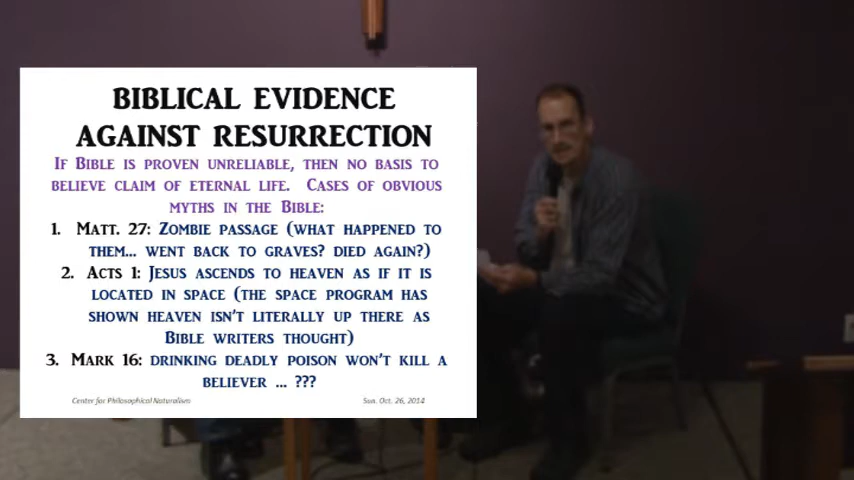 BIBLICAL EVIDENCE
AGAINST RESURRECTION
IF BIBLE IS PROVEN UNRELIABLE, THEN NO BASIS TO
BELIEVE CLAIM OF ETERNAL LIFE. CASES OF OBVIOUS
MYTHS IN THE BIBLE:
1. MATT. 27: ZOMBIE PASSAGE (WHAT HAPPENED TO
THEM... WENT BACK TO GRAVES? DIED AGAIN?)
2. ACTS 1: JESUS ASCENDS TO HEAVEN AS IF IT IS
LOCATED IN SPACE (THE SPACE PROGRAM HAS
SHOWN HEAVEN ISN'T LITERALLY UP THERE AS
BIBLE WRITERS THOUGHT)
3. MARK 16: DRINKING DEADLY POISON WON'T KILL A
BELIEVER ... ???
Center for Philosophical Naturalism Sun. Oct. 26, 2014